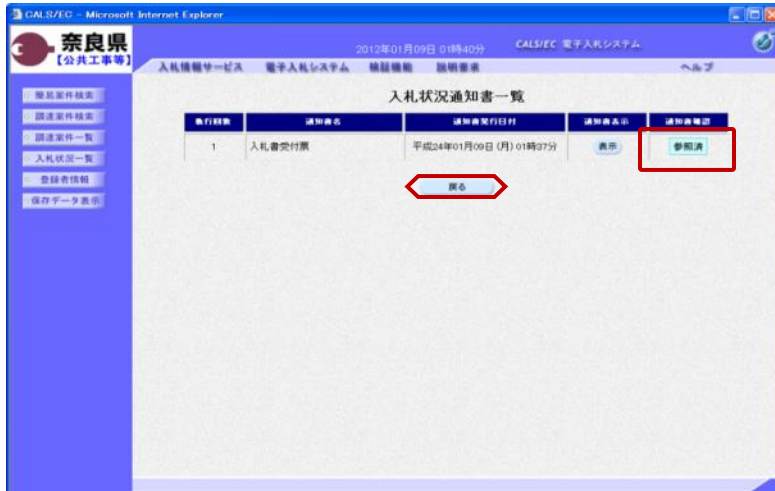 CALS/EC - Microsoft Internet Explorer
奈良県
【公共工事等】
2012年01月09日 01時40分
CALS/EC 電子入札システム
入札情報サービス
電子入札システム
検証機能
説明要求
ヘルプ
簡易案件検索
調達案件検索
調達案件一覧
入札状況一覧
登録者情報
保存データ表示
入札状況通知書一覧
執行回数 通知書名 通知書発行日付 通知書表示 通知書確認
1 入札書受付票 平成24年01月09日 (月) 01時37分 表示 参照済
戻る